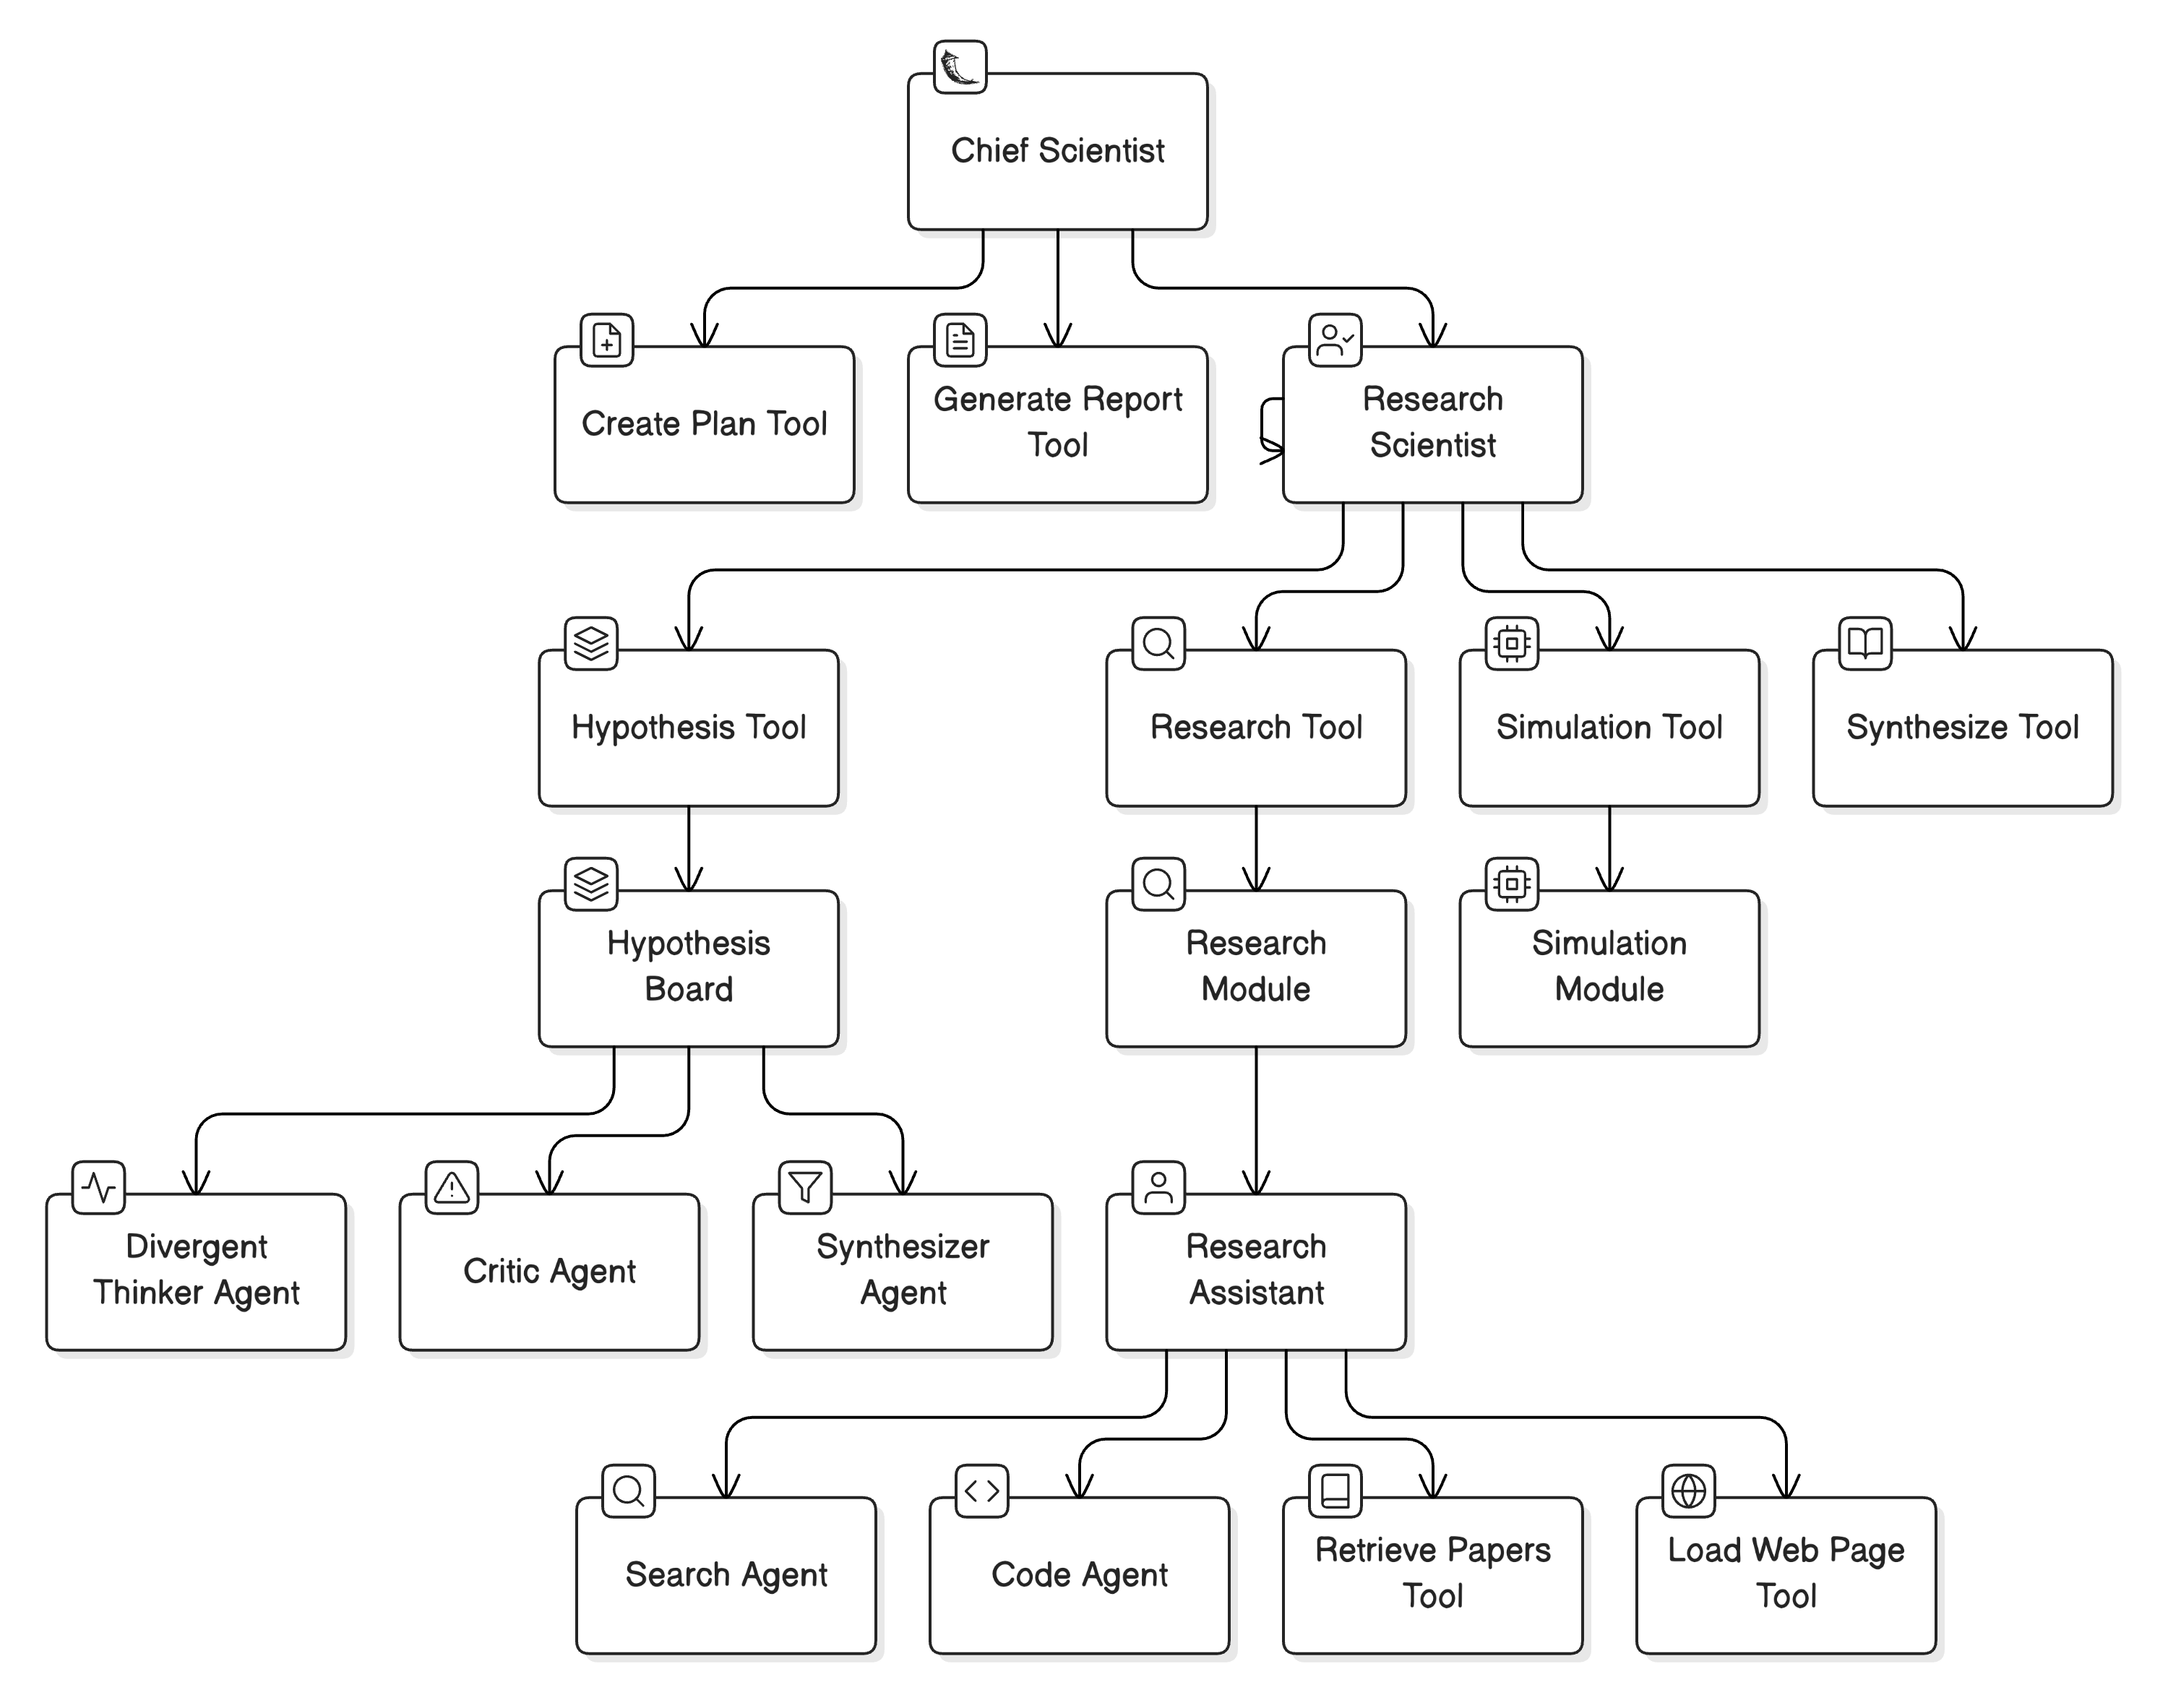 Chief Scientist
Create Plan Tool
Generate Report
Tool
Research
Scientist
Hypothesis Tool
Research Tool
Simulation Tool
Synthesize Tool
Hypothesis
Board
Research
Module
Simulation
Module
Divergent
Thinker Agent
Critic Agent
Synthesizer
Agent
Research
Assistant
Search Agent
Code Agent
Retrieve Papers
Tool
Load Web Page
Tool